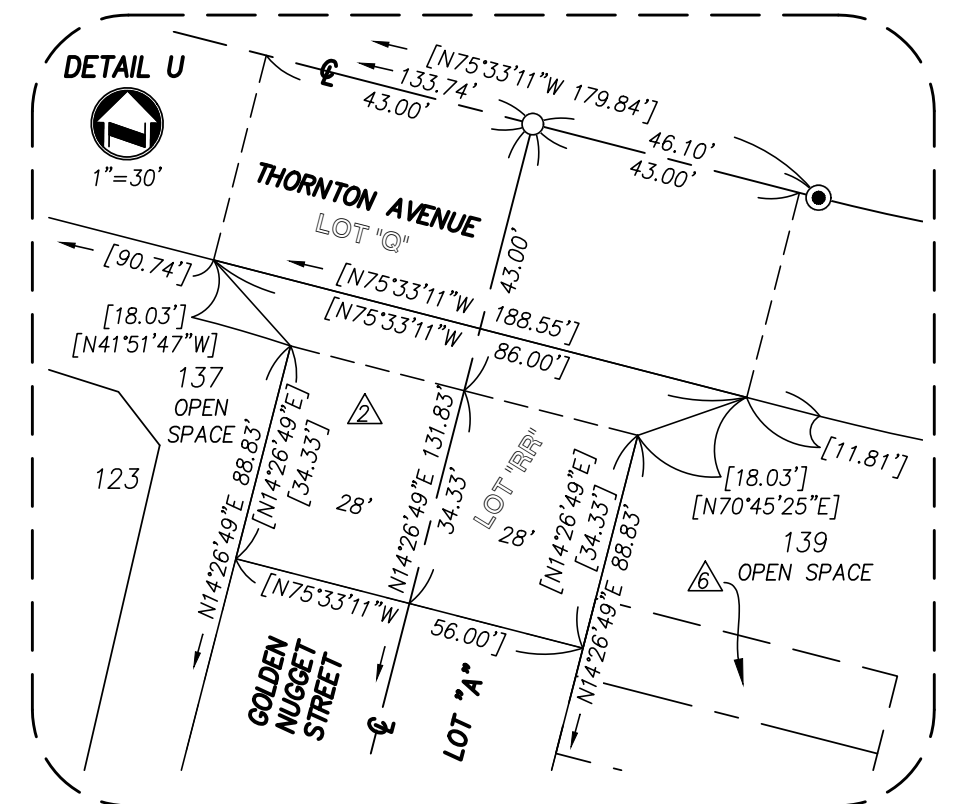 DETAIL U
1"=30'
[N75°33'11"W 179.84']
℄
133.74'
43.00'
46.10'
43.00'
THORNTON AVENUE
LOT "Q"
43.00'
[90.74']
[N75°33'11"W 188.55']
[N75°33'11"W 86.00']
[18.03']
[N41°51'47"W]
137
OPEN
SPACE
2
123
N14°26'49"E 88.83'
[N14°26'49"E]
[34.33']
28'
N14°26'49"E 131.83'
34.33'
LOT "RR"
28'
[N14°26'49"E]
[34.33']
N14°26'49"E 88.83'
[11.81']
[18.03']
[N70°45'25"E]
139
OPEN SPACE
6
[N75°33'11"W 56.00']
GOLDEN
NUGGET
STREET
℄
LOT "A"